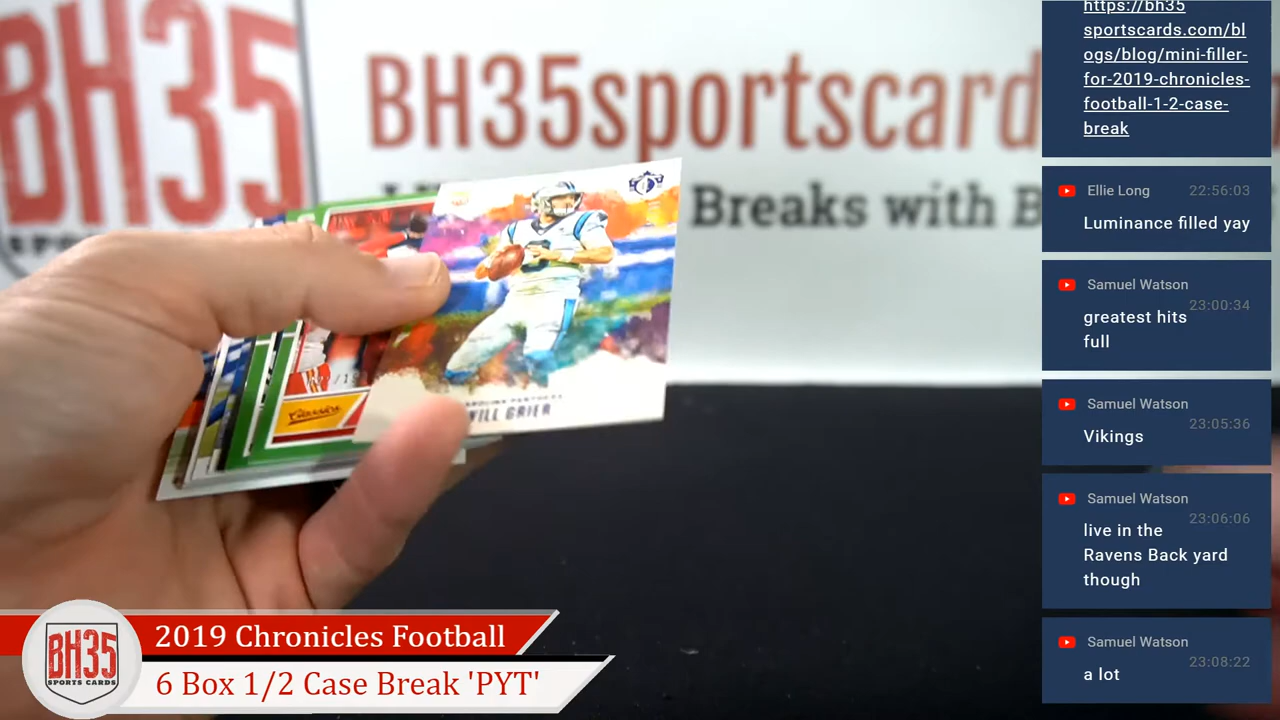 BH35
BH35sportscard
Breaks with B
WILL GRIER
Classics
https://bh35
sportscards.com/bl
ogs/blog/mini-filler-
for-2019-chronicles-
football-1-2-case-
break
Ellie Long 22:56:03
Luminance filled yay
Samuel Watson
23:00:34
greatest hits
full
Samuel Watson
23:05:36
Vikings
Samuel Watson
23:06:06
live in the
Ravens Back yard
though
Samuel Watson
23:08:22
a lot
BH35
SPORTS CARDS
2019 Chronicles Football
6 Box 1/2 Case Break 'PYT'